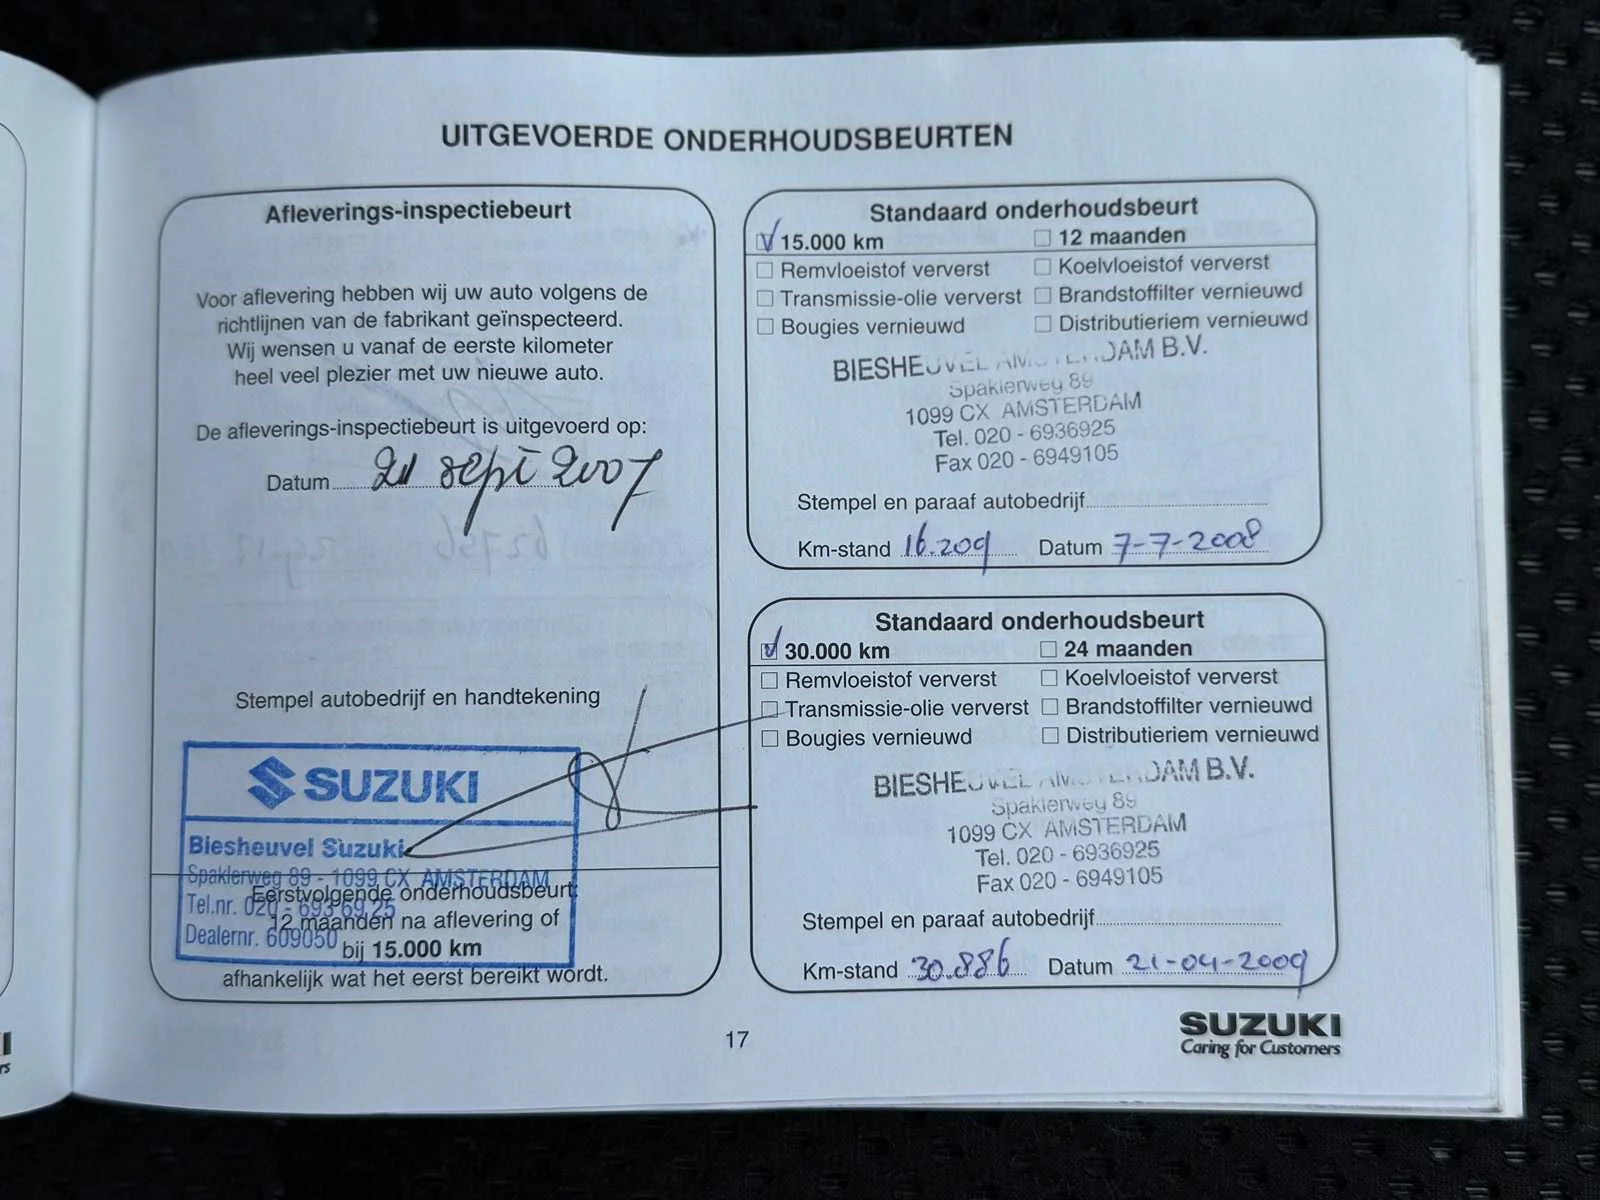 UITGEVOERDE ONDERHOUDSBEURTEN
Afleverings-inspectiebeurt
Voor aflevering hebben wij uw auto volgens de
richtlijnen van de fabrikant geïnspecteerd.
Wij wensen u vanaf de eerste kilometer
heel veel plezier met uw nieuwe auto.
De afleverings-inspectiebeurt is uitgevoerd op:
Datum 21 sept 2007
Stempel autobedrijf en handtekening
SUZUKI
Biesheuvel Suzuki
Spaklerweg 89 - 1099 CX AMSTERDAM
Tel.nr. 020 - 693 69 25
Dealernr. 609050
Eerstvolgende onderhoudsbeurt:
12 maanden na aflevering of
bij 15.000 km
afhankelijk wat het eerst bereikt wordt.
Standaard onderhoudsbeurt
15.000 km 12 maanden
Remvloeistof ververst Koelvloeistof ververst
Transmissie-olie ververst Brandstoffilter vernieuwd
Bougies vernieuwd Distributieriem vernieuwd
BIESHEUVEL AMSTERDAM B.V.
Spaklerweg 89
1099 CX AMSTERDAM
Tel. 020 - 6936925
Fax 020 - 6949105
Stempel en paraaf autobedrijf
Km-stand 16.209 Datum 7-7-2008
Standaard onderhoudsbeurt
30.000 km 24 maanden
Remvloeistof ververst Koelvloeistof ververst
Transmissie-olie ververst Brandstoffilter vernieuwd
Bougies vernieuwd Distributieriem vernieuwd
BIESHEUVEL AMSTERDAM B.V.
Spaklerweg 89
1099 CX AMSTERDAM
Tel. 020 - 6936925
Fax 020 - 6949105
Stempel en paraaf autobedrijf
Km-stand 30.886 Datum 21-04-2009
17
SUZUKI
Caring for Customers